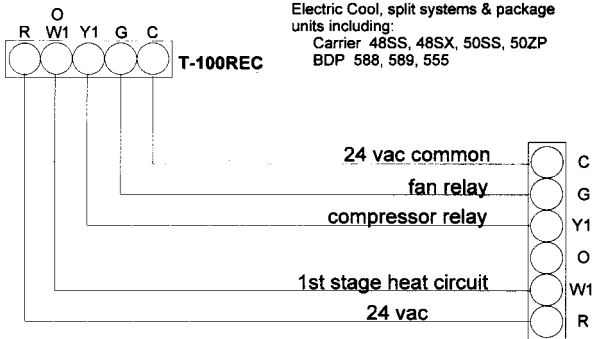 Electric Cool, split systems & package
units including:
Carrier 48SS, 48SX, 50SS, 50ZP
BDP 588, 589, 555
O
R W1 Y1 G C
T-100REC
24 vac common C
fan relay G
compressor relay Y1
O
1st stage heat circuit W1
24 vac R